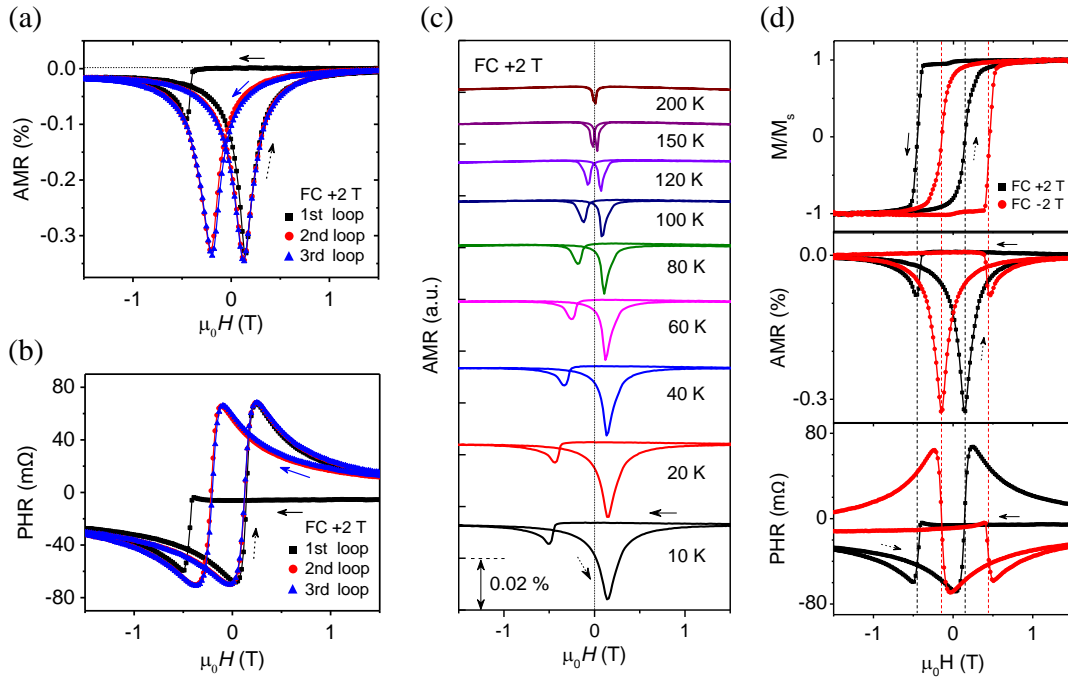 (a)
0.0
-0.1
-0.2
-0.3
AMR (%)
FC +2 T
1st loop
2nd loop
3rd loop
-1
0
1
μ0H (T)
(b)
80
40
0
-40
-80
PHR (mΩ)
FC +2 T
1st loop
2nd loop
3rd loop
-1
0
1
μ0H (T)
(c)
FC +2 T
200 K
150 K
120 K
100 K
80 K
60 K
40 K
20 K
10 K
0.02 %
AMR (a.u.)
-1
0
1
μ0H (T)
(d)
1
0
-1
M/Ms
FC +2 T
FC -2 T
0.0
-0.3
AMR (%)
80
0
-80
PHR (mΩ)
-1
0
1
μ0H (T)